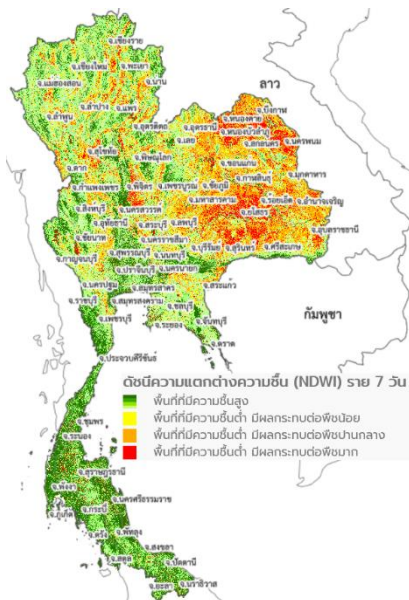 จ.เชียงราย
จ.เชียงใหม่
จ.พะเยา
จ.แม่ฮ่องสอน
จ.น่าน
จ.ลำปาง
จ.แพร่
จ.ลำพูน
จ.อุตรดิตถ์
ลาว
จ.บึงกาฬ
จ.หนองคาย
จ.อุดรธานี
จ.หนองบัวลำภู
จ.นครพนม
จ.เลย
จ.สกลนคร
จ.สุโขทัย
จ.พิษณุโลก
จ.ตาก
จ.ขอนแก่น
จ.มุกดาหาร
จ.กาฬสินธุ์
จ.กำแพงเพชร
จ.พิจิตร
จ.เพชรบูรณ์
จ.ชัยภูมิ
จ.มหาสารคาม
จ.ร้อยเอ็ด
จ.อำนาจเจริญ
จ.ยโสธร
จ.สิงห์บุรี
จ.นครสวรรค์
จ.อุทัยธานี
จ.สระบุรี
จ.ลพบุรี
จ.อุบลราชธานี
จ.ชัยนาท
จ.นครราชสีมา
จ.บุรีรัมย์
จ.สุรินทร์
จ.ศรีสะเกษ
จ.กาญจนบุรี
จ.สุพรรณบุรี
จ.นนทบุรี
จ.ปราจีนบุรี
จ.นครนายก
จ.นครปฐม
จ.สมุทรสาคร
จ.สระแก้ว
จ.ราชบุรี
จ.สมุทรสงคราม
จ.ชลบุรี
จ.เพชรบุรี
จ.ระยอง
จ.จันทบุรี
กัมพูชา
จ.ตราด
จ.ประจวบคีรีขันธ์
ดัชนีความแตกต่างความชื้น (NDWI) ราย 7 วัน
พื้นที่ที่มีความชื้นสูง
พื้นที่ที่มีความชื้นต่ำ มีผลกระทบต่อพืชน้อย
พื้นที่ที่มีความชื้นต่ำ มีผลกระทบต่อพืชปานกลาง
พื้นที่ที่มีความชื้นต่ำ มีผลกระทบต่อพืชมาก
จ.ชุมพร
จ.ระนอง
จ.สุราษฎร์ธานี
จ.พังงา
จ.นครศรีธรรมราช
จ.กระบี่
จ.ภูเก็ต
จ.ตรัง
จ.พัทลุง
จ.สงขลา
จ.สตูล
จ.ปัตตานี
จ.ยะลา
จ.นราธิวาส